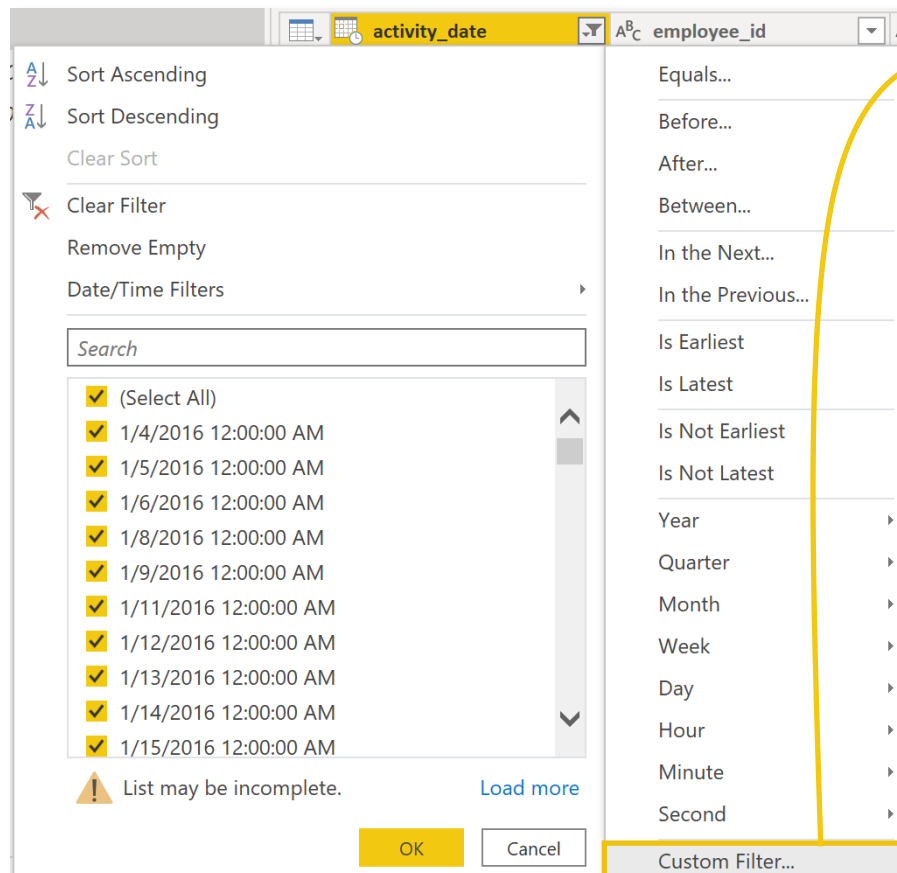 activity_date
ABC employee_id
Sort Ascending
Sort Descending
Clear Sort
Clear Filter
Remove Empty
Date/Time Filters
Search
(Select All)
1/4/2016 12:00:00 AM
1/5/2016 12:00:00 AM
1/6/2016 12:00:00 AM
1/8/2016 12:00:00 AM
1/9/2016 12:00:00 AM
1/11/2016 12:00:00 AM
1/12/2016 12:00:00 AM
1/13/2016 12:00:00 AM
1/14/2016 12:00:00 AM
1/15/2016 12:00:00 AM
List may be incomplete.
Load more
OK
Cancel
Equals...
Before...
After...
Between...
In the Next...
In the Previous...
Is Earliest
Is Latest
Is Not Earliest
Is Not Latest
Year
Quarter
Month
Week
Day
Hour
Minute
Second
Custom Filter...